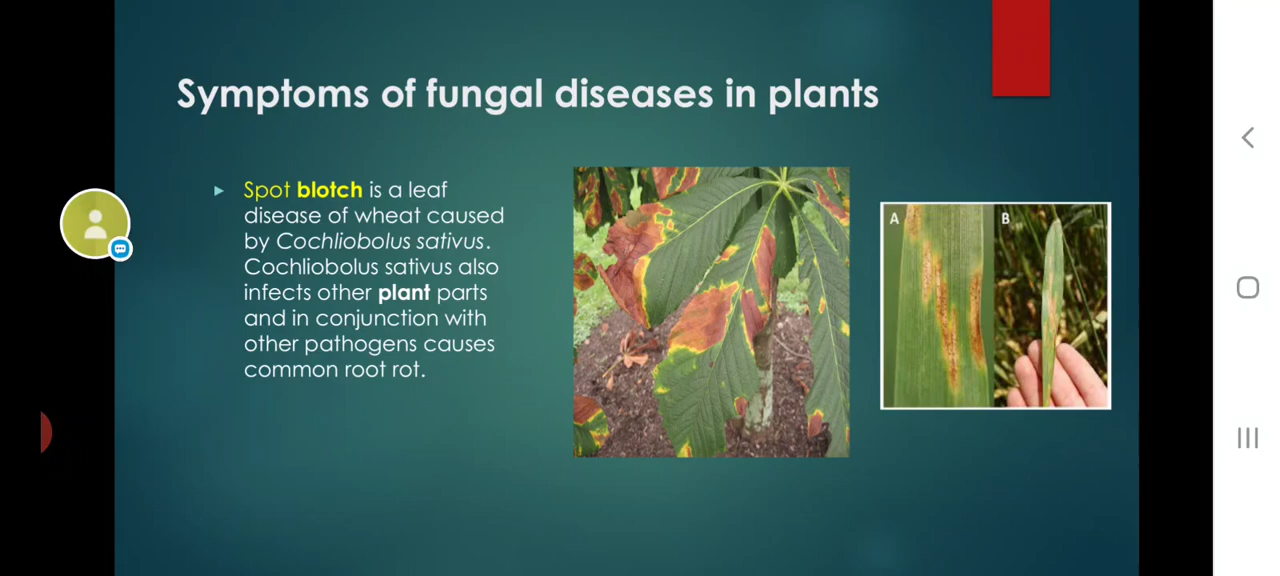 Symptoms of fungal diseases in plants
Spot blotch is a leaf
disease of wheat caused
by Cochliobolus sativus.
Cochliobolus sativus also
infects other plant parts
and in conjunction with
other pathogens causes
common root rot.
A
B